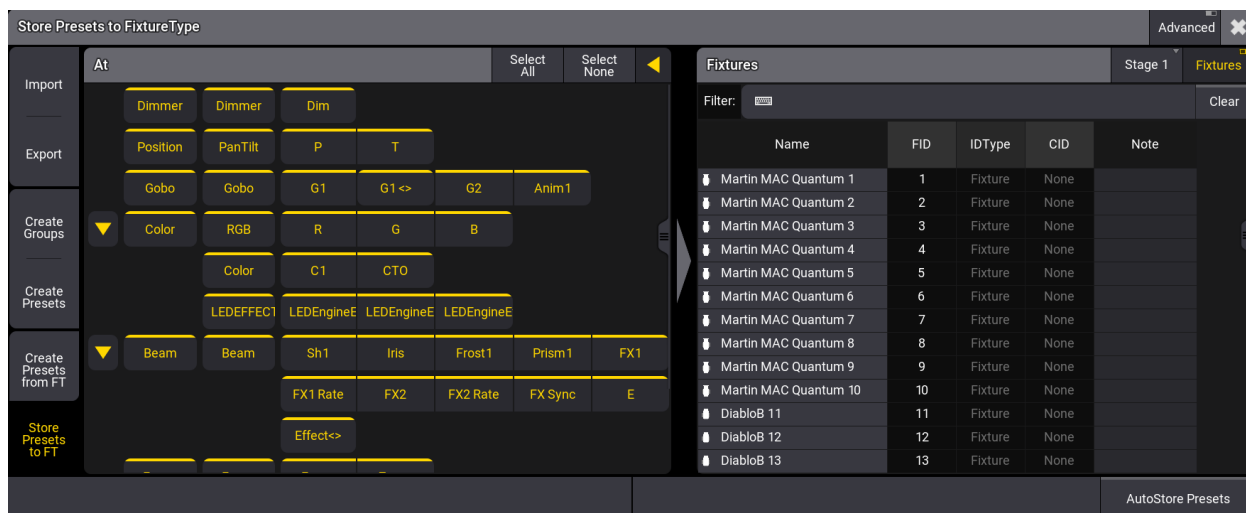 Store Presets to FixtureType
Advanced
Import
Export
Create
Groups
Create
Presets
Create
Presets
from FT
Store
Presets
to FT
At
Select
All
Select
None
Dimmer Dimmer Dim
Position PanTilt P T
Gobo Gobo G1 G1 <> G2 Anim1
Color RGB R G B
Color C1 CTO
LEDEFFECT LEDEngineE LEDEngineE LEDEngineE
Beam Beam Sh1 Iris Frost1 Prism1 FX1
FX1 Rate FX2 FX2 Rate FX Sync E
Effect<>
Fixtures
Stage 1
Fixtures
Filter:
Clear
Name FID IDType CID Note
Martin MAC Quantum 1 1 Fixture None
Martin MAC Quantum 2 2 Fixture None
Martin MAC Quantum 3 3 Fixture None
Martin MAC Quantum 4 4 Fixture None
Martin MAC Quantum 5 5 Fixture None
Martin MAC Quantum 6 6 Fixture None
Martin MAC Quantum 7 7 Fixture None
Martin MAC Quantum 8 8 Fixture None
Martin MAC Quantum 9 9 Fixture None
Martin MAC Quantum 10 10 Fixture None
DiabloB 11 11 Fixture None
DiabloB 12 12 Fixture None
DiabloB 13 13 Fixture None
AutoStore Presets